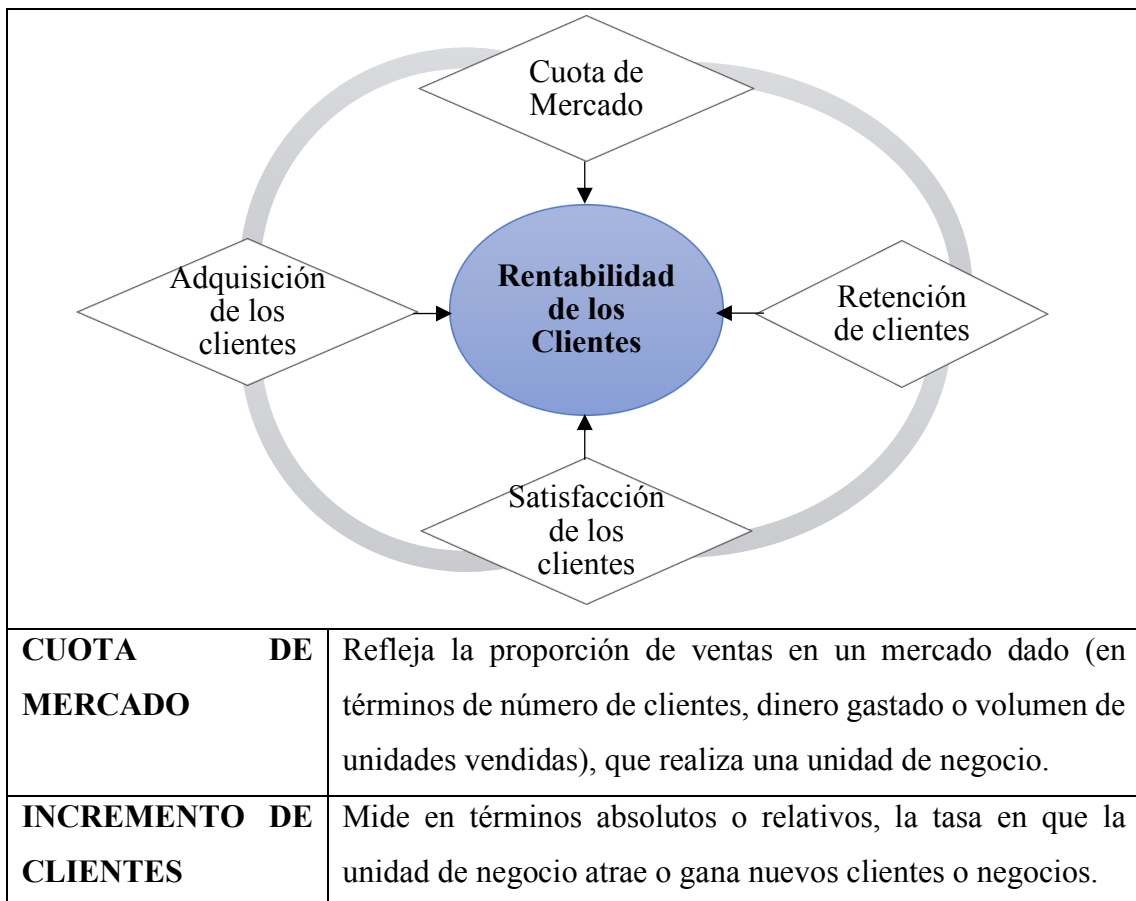 Cuota de
Mercado
Adquisición
de los
clientes
Rentabilidad
de los
Clientes
Retención
de clientes
Satisfacción
de los
clientes
CUOTA DE
MERCADO
Refleja la proporción de ventas en un mercado dado (en
términos de número de clientes, dinero gastado o volumen de
unidades vendidas), que realiza una unidad de negocio.
INCREMENTO DE
CLIENTES
Mide en términos absolutos o relativos, la tasa en que la
unidad de negocio atrae o gana nuevos clientes o negocios.